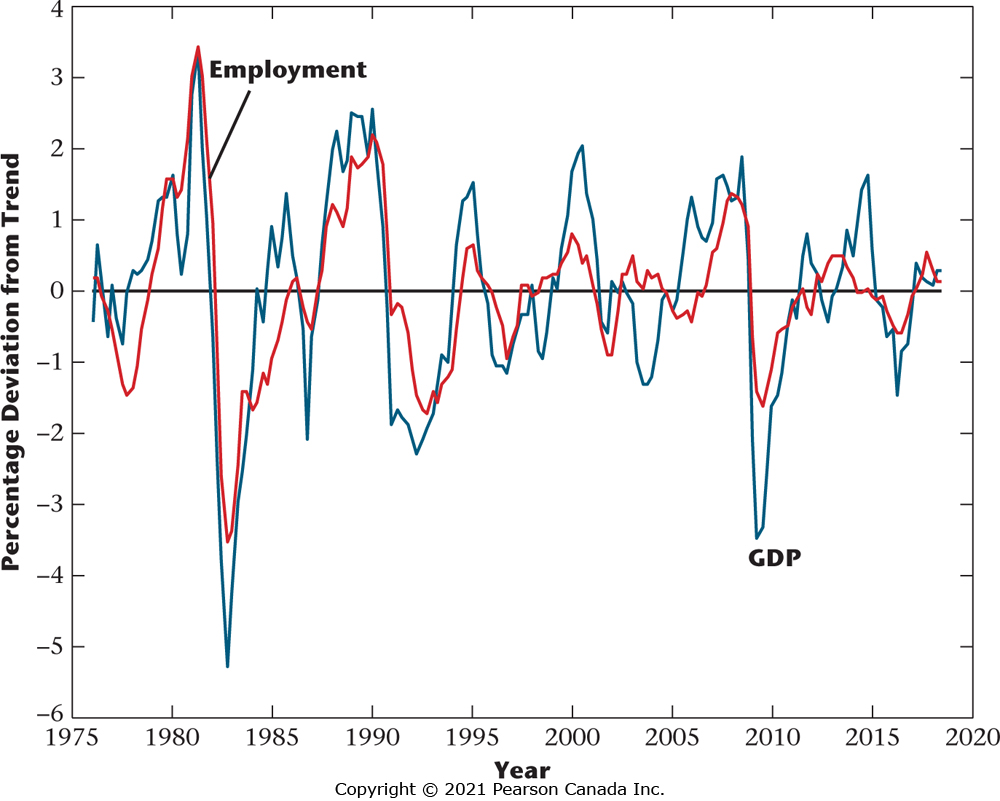 4
3
2
1
0
–1
–2
–3
–4
–5
–6
Percentage Deviation from Trend
Employment
GDP
1975 1980 1985 1990 1995 2000 2005 2010 2015 2020
Year
Copyright © 2021 Pearson Canada Inc.